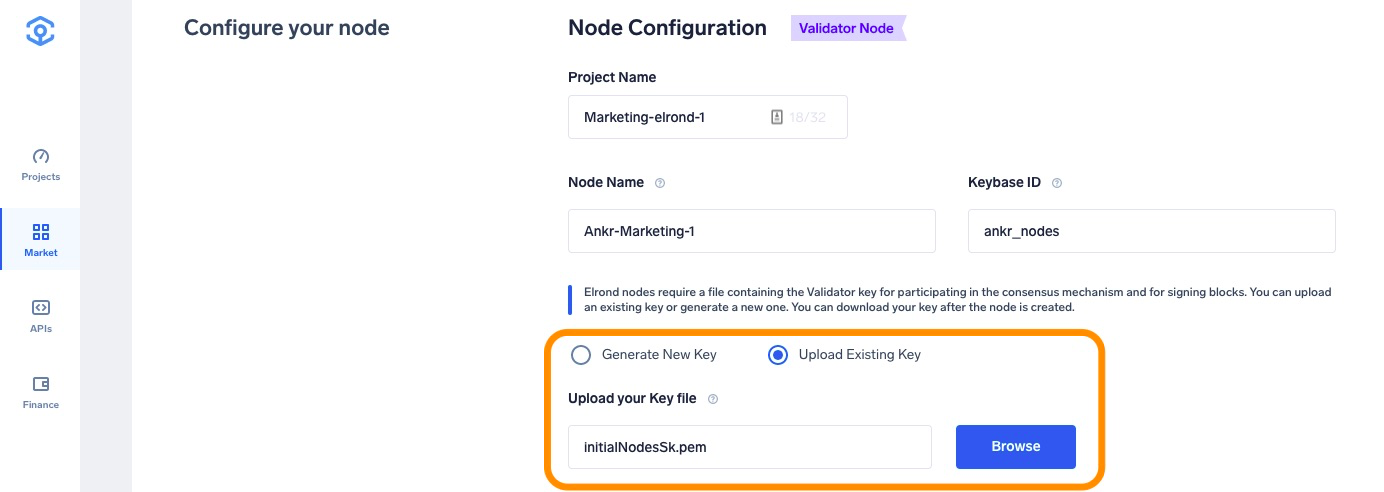 Configure your node
Node Configuration
Validator Node
Project Name
Marketing-elrond-1
18/32
Projects
Node Name
Keybase ID
Market
Ankr-Marketing-1
ankr_nodes
Elrond nodes require a file containing the Validator key for participating in the consensus mechanism and for signing blocks. You can upload
an existing key or generate a new one. You can download your key after the node is created.
APIs
Generate New Key
Upload Existing Key
Upload your Key file
Finance
initialNodesSk.pem
Browse